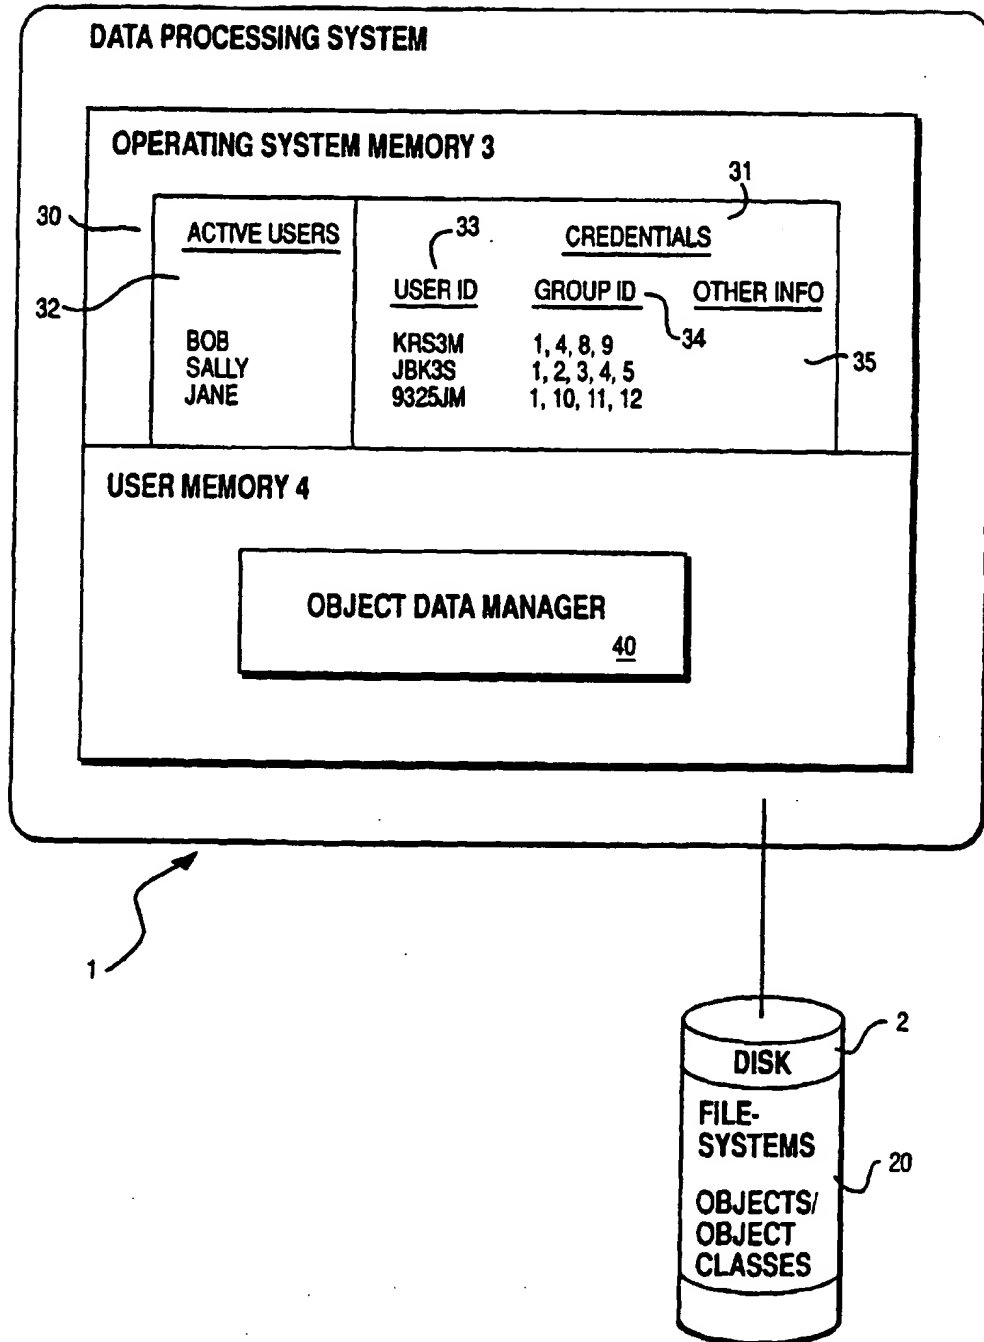 DATA PROCESSING SYSTEM
OPERATING SYSTEM MEMORY 3
31
30
ACTIVE USERS
33
CREDENTIALS
32
USER ID GROUP ID OTHER INFO
34
BOB KRS3M 1, 4, 8, 9
35
SALLY JBK3S 1, 2, 3, 4, 5
JANE 9325JM 1, 10, 11, 12
USER MEMORY 4
OBJECT DATA MANAGER
40
1
2
DISK
FILE-
SYSTEMS
20
OBJECTS/
OBJECT
CLASSES